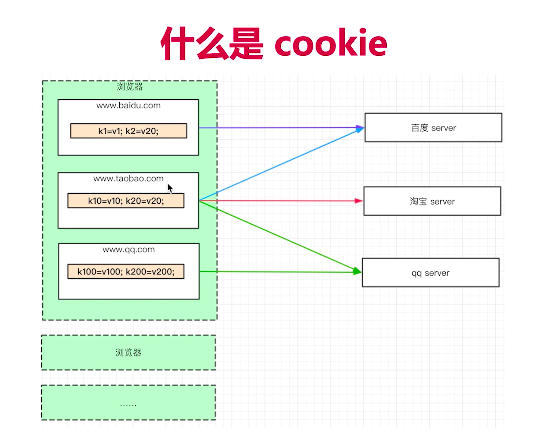 什么是 cookie
浏览器
www.baidu.com
k1=v1; k2=v20;
百度 server
www.taobao.com
k10=v10; k20=v20;
淘宝 server
www.qq.com
k100=v100; k200=v200;
qq server
浏览器
......